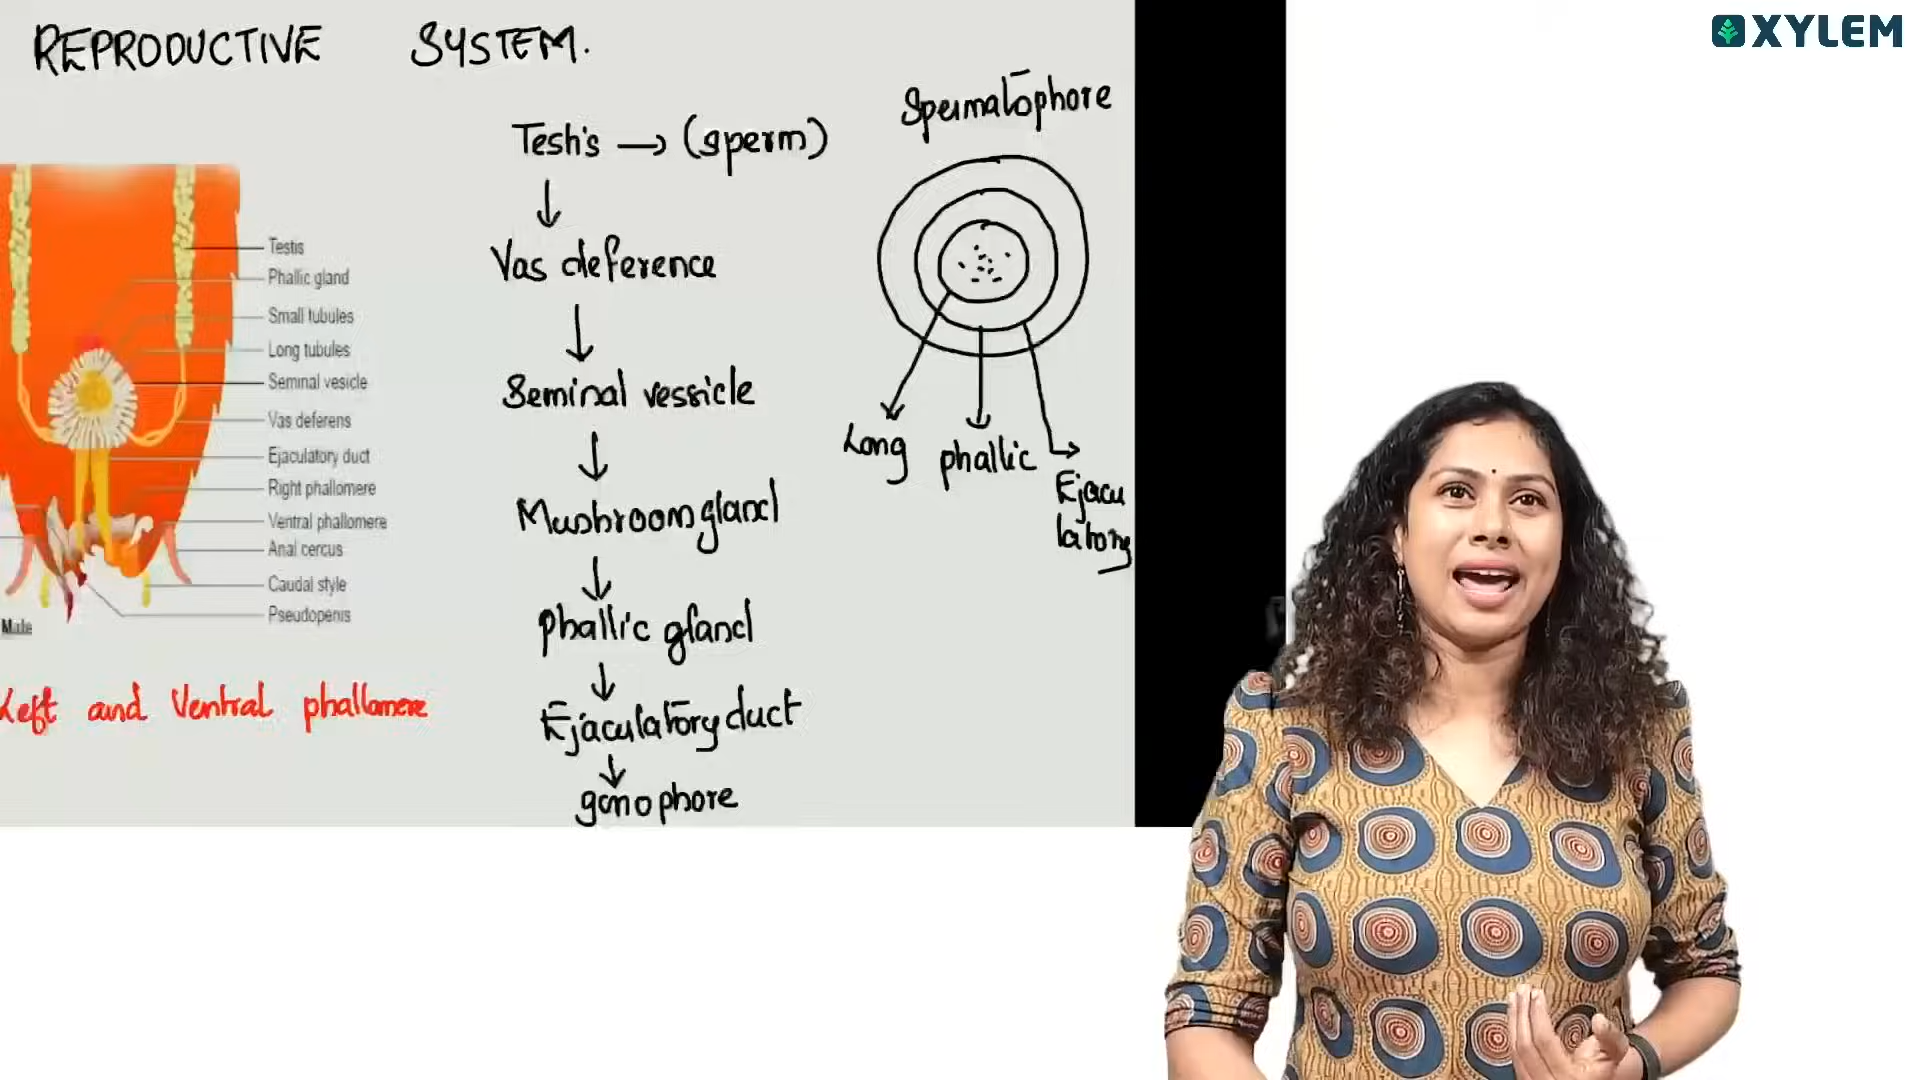 REPRODUCTIVE SYSTEM.
XYLEM
Testis → (sperm)
↓
Vas deference
↓
Seminal vessicle
↓
Mushroom gland
↓
Phallic gland
↓
Ejaculatory duct
↓
gonophore
Spermatophore
Long
phallic
Ejacu
latory
Testis
Phallic gland
Small tubules
Long tubules
Seminal vesicle
Vas deferens
Ejaculatory duct
Right phallomere
Ventral phallomere
Anal cercus
Caudal style
Pseudopenis
Male
Left and Ventral phallomere